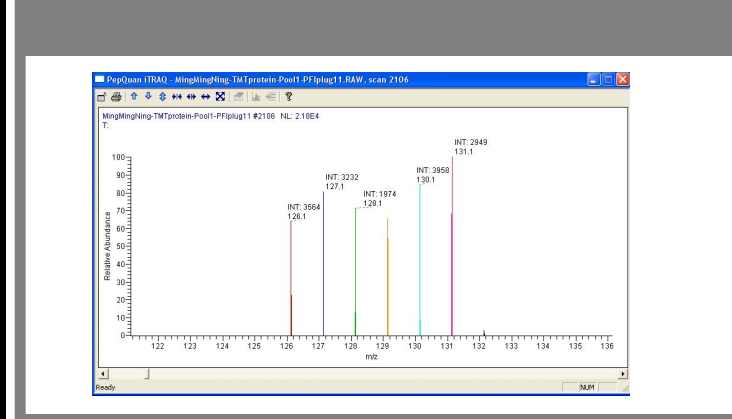 PepQuan iTRAQ - MingMingNing-TMTprotein-Pool1-PFIplug11.RAW, scan 2106
MingMingNing-TMTprotein-Pool1-PFIplug11 #2106 NL: 2.18E4
T:
INT: 2949
131.1
INT: 3958
130.1
INT: 3232
127.1
INT: 1974
128.1
INT: 3564
126.1
100
90
80
70
60
50
40
30
20
10
0
Relative Abundance
122 123 124 125 126 127 128 129 130 131 132 133 134 135 136
m/z
Ready NUM